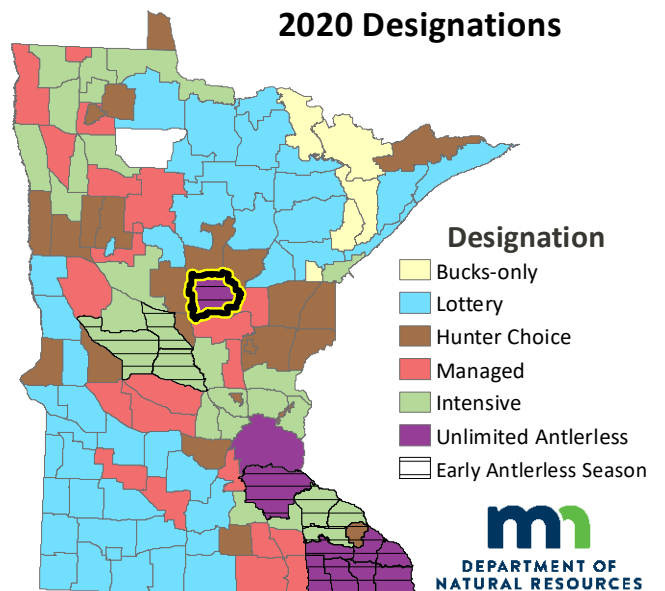 2020 Designations
Designation
Bucks-only
Lottery
Hunter Choice
Managed
Intensive
Unlimited Antlerless
Early Antlerless Season
mn
DEPARTMENT OF
NATURAL RESOURCES